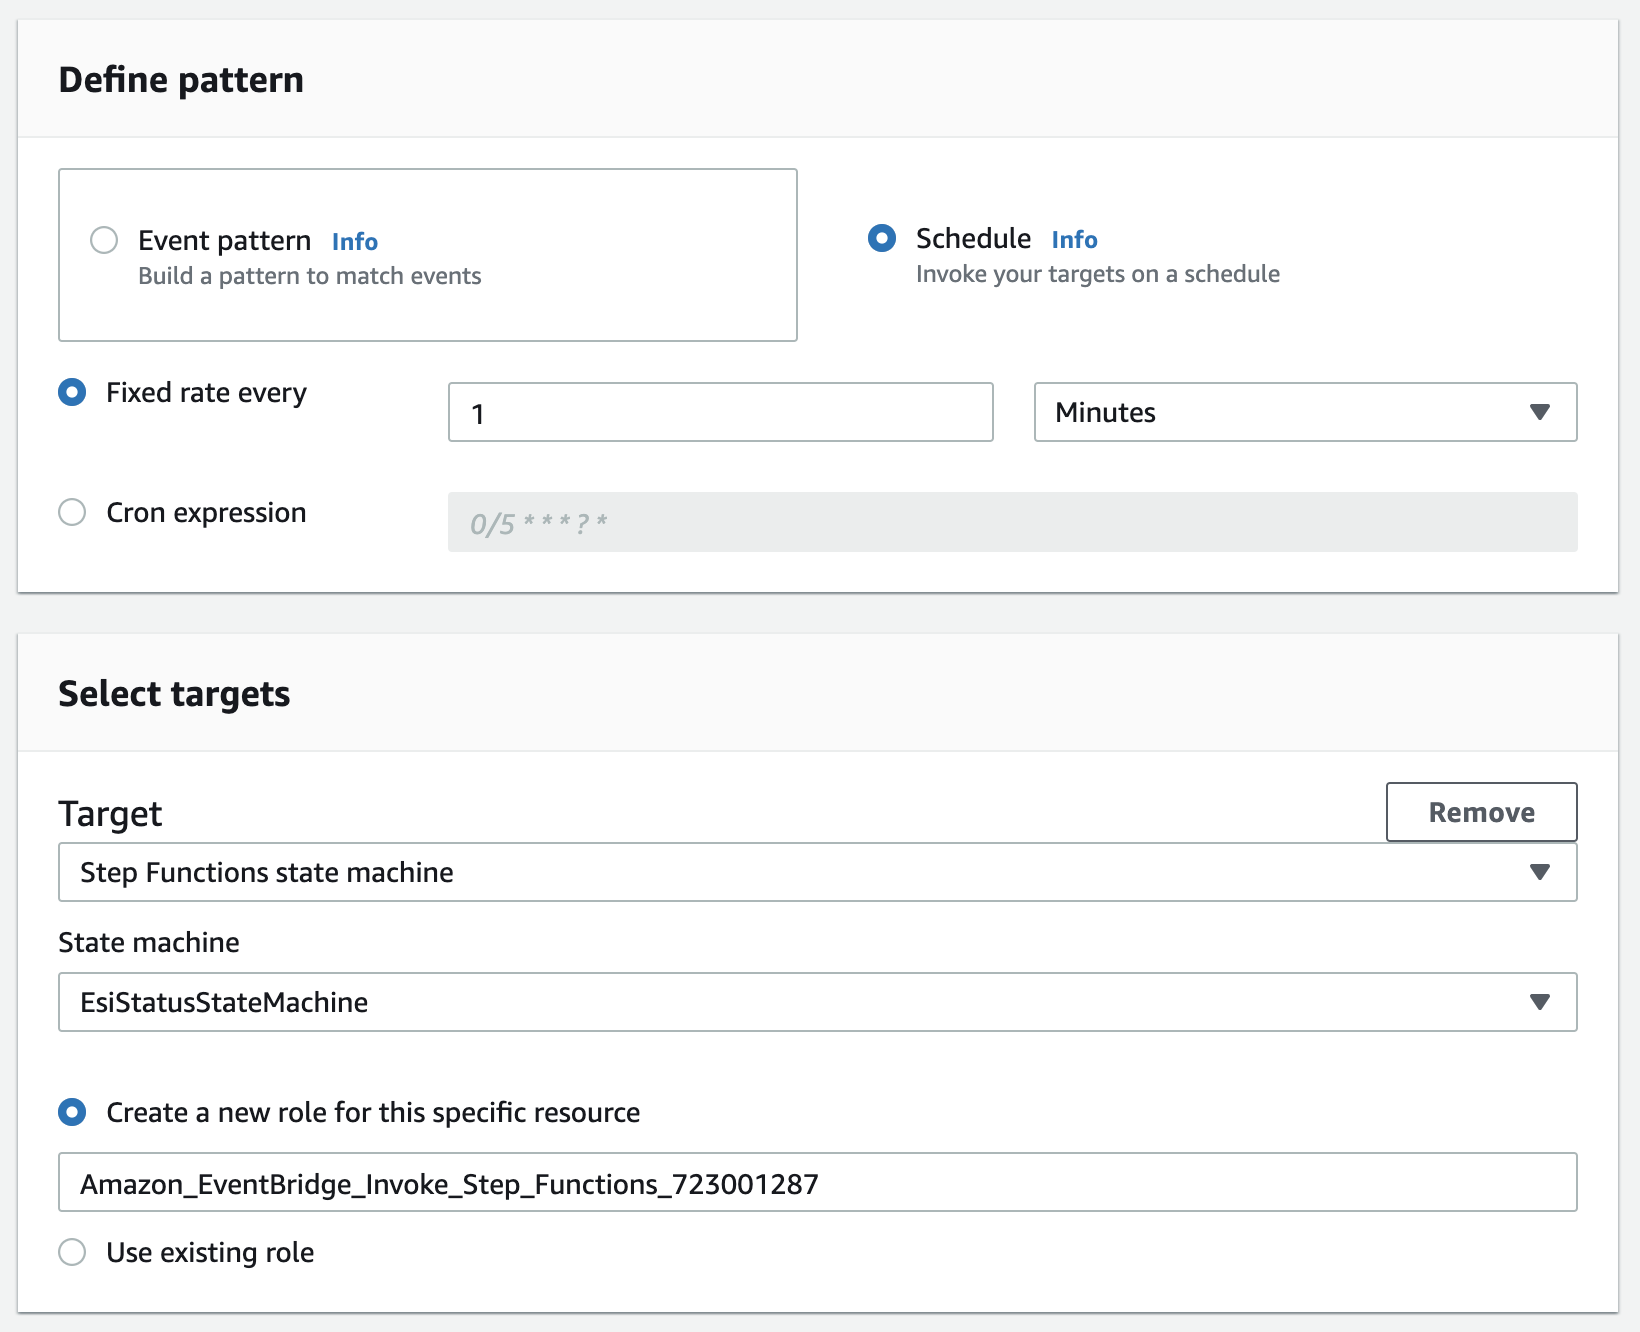 Define pattern
Event pattern Info
Build a pattern to match events
Schedule Info
Invoke your targets on a schedule
Fixed rate every 1 Minutes
Cron expression 0/5 * * * ? *
Select targets
Target Remove
Step Functions state machine
State machine
EsiStatusStateMachine
Create a new role for this specific resource
Amazon_EventBridge_Invoke_Step_Functions_723001287
Use existing role